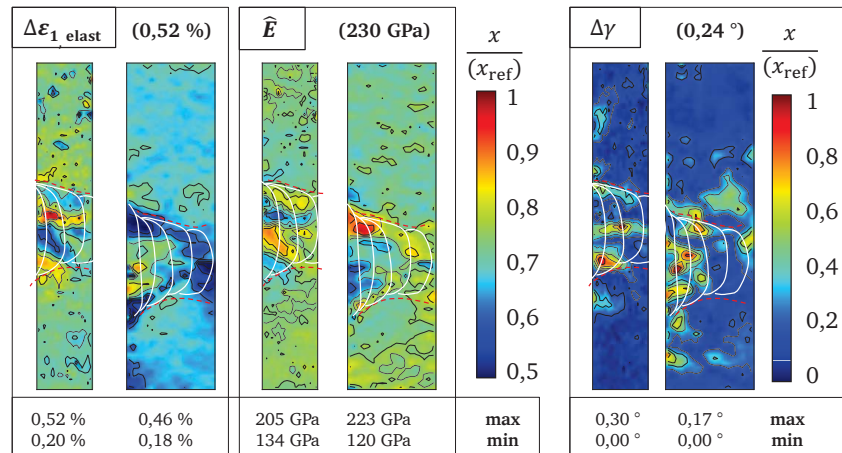 Δε1, elast (0,52 %)
Ê (230 GPa)
x
(xref)
Δγ (0,24 °)
x
(xref)
1
0,9
0,8
0,7
0,6
0,5
1
0,8
0,6
0,4
0,2
0
0,52 % 0,46 %
0,20 % 0,18 %
205 GPa 223 GPa max
134 GPa 120 GPa min
0,30 ° 0,17 ° max
0,00 ° 0,00 ° min